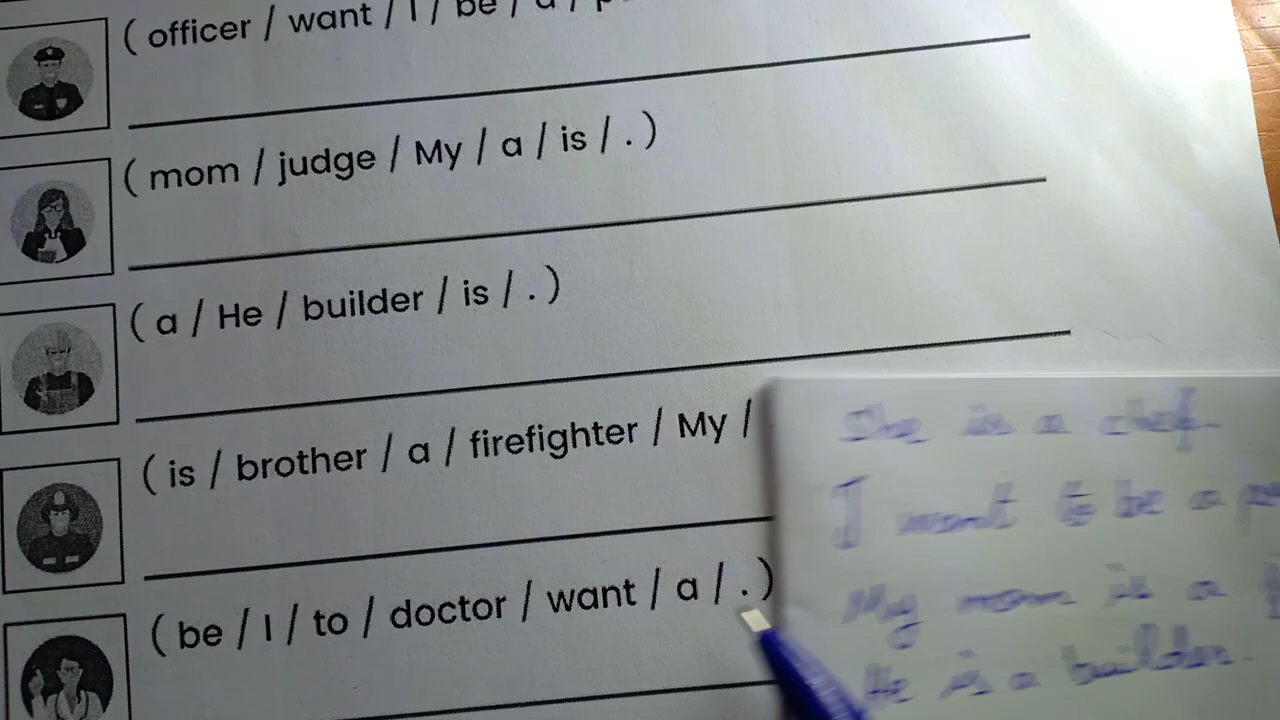 ( officer / want / I / be / a /
( mom / judge / My / a / is / . )
( a / He / builder / is / . )
( is / brother / a / firefighter / My /
( be / I / to / doctor / want / a / . )
She is a chef.
I want to be a
My mom is a
He is a builder.